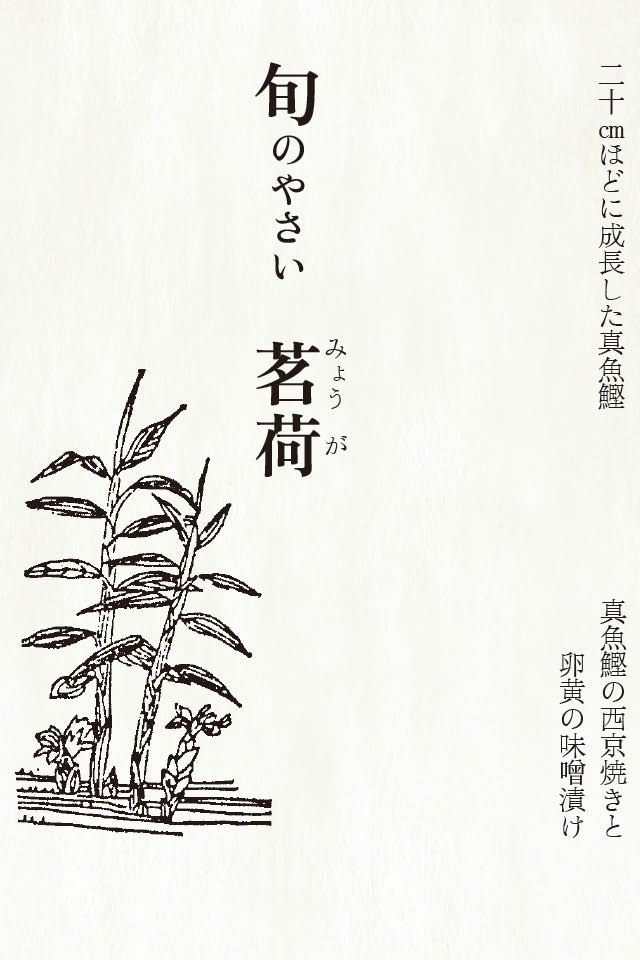 二十㎝ほどに成長した真魚鰹
真魚鰹の西京焼きと
卵黄の味噌漬け
旬のやさい　茗荷
みょうが